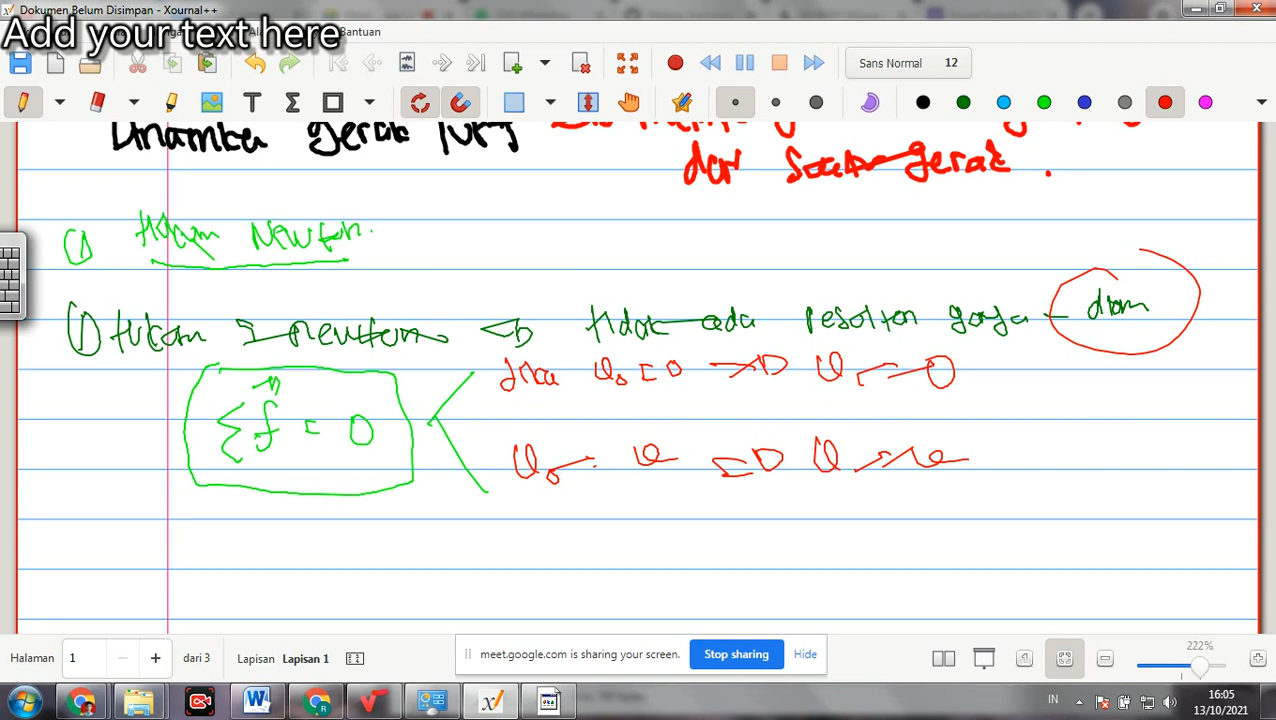 Dokumen Belum Disimpan - Xournal++
Add your text here
Bantuan
Sans Normal 12
Dinamika gerak lurus
dari gerak.
① Hukum Newton.
① Hukum I newton tidak ada resultan gaya - diam
jika v₀ = 0 → v = 0
Σf = 0
v₀ = v ⇒ v = v
Halaman 1 dari 3 Lapisan Lapisan 1 meet.google.com is sharing your screen. Stop sharing Hide 222%
IN 16:05
13/10/2021